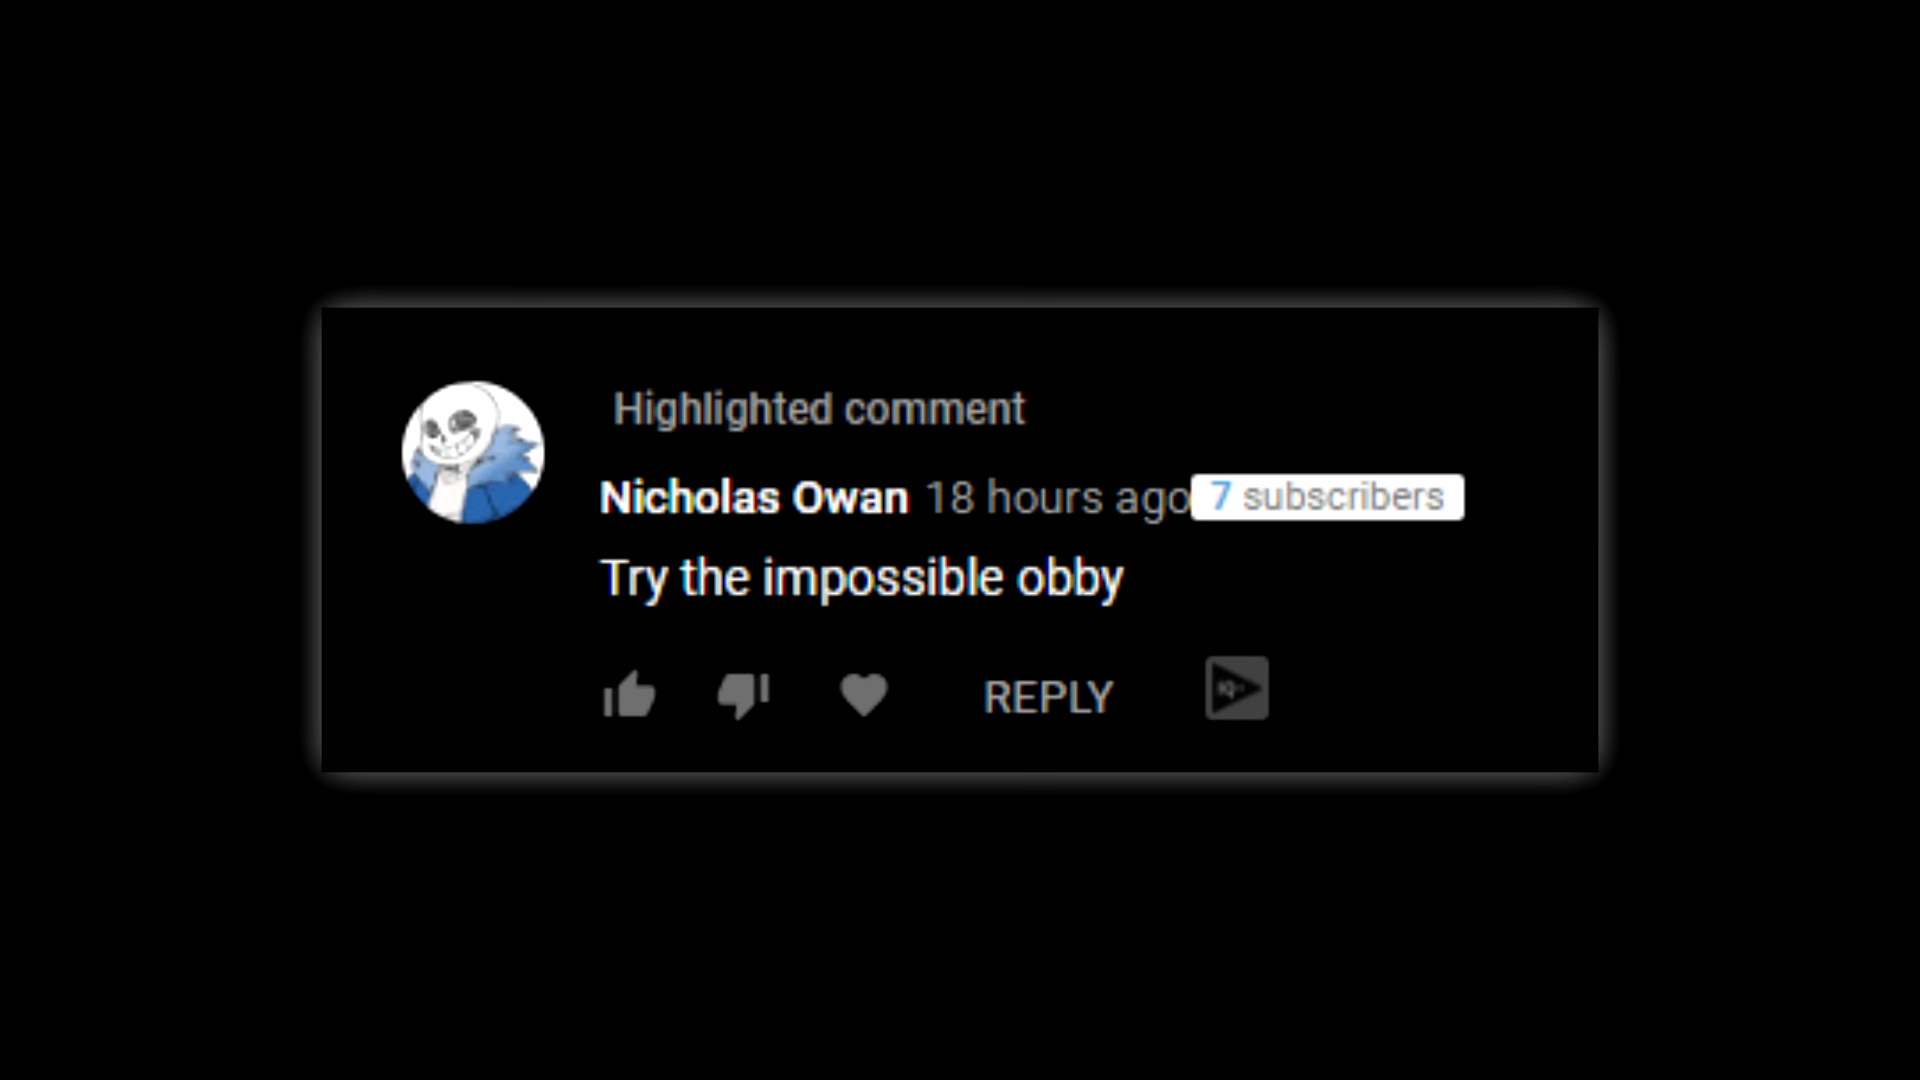 Highlighted comment
Nicholas Owan 18 hours ago 7 subscribers
Try the impossible obby
REPLY